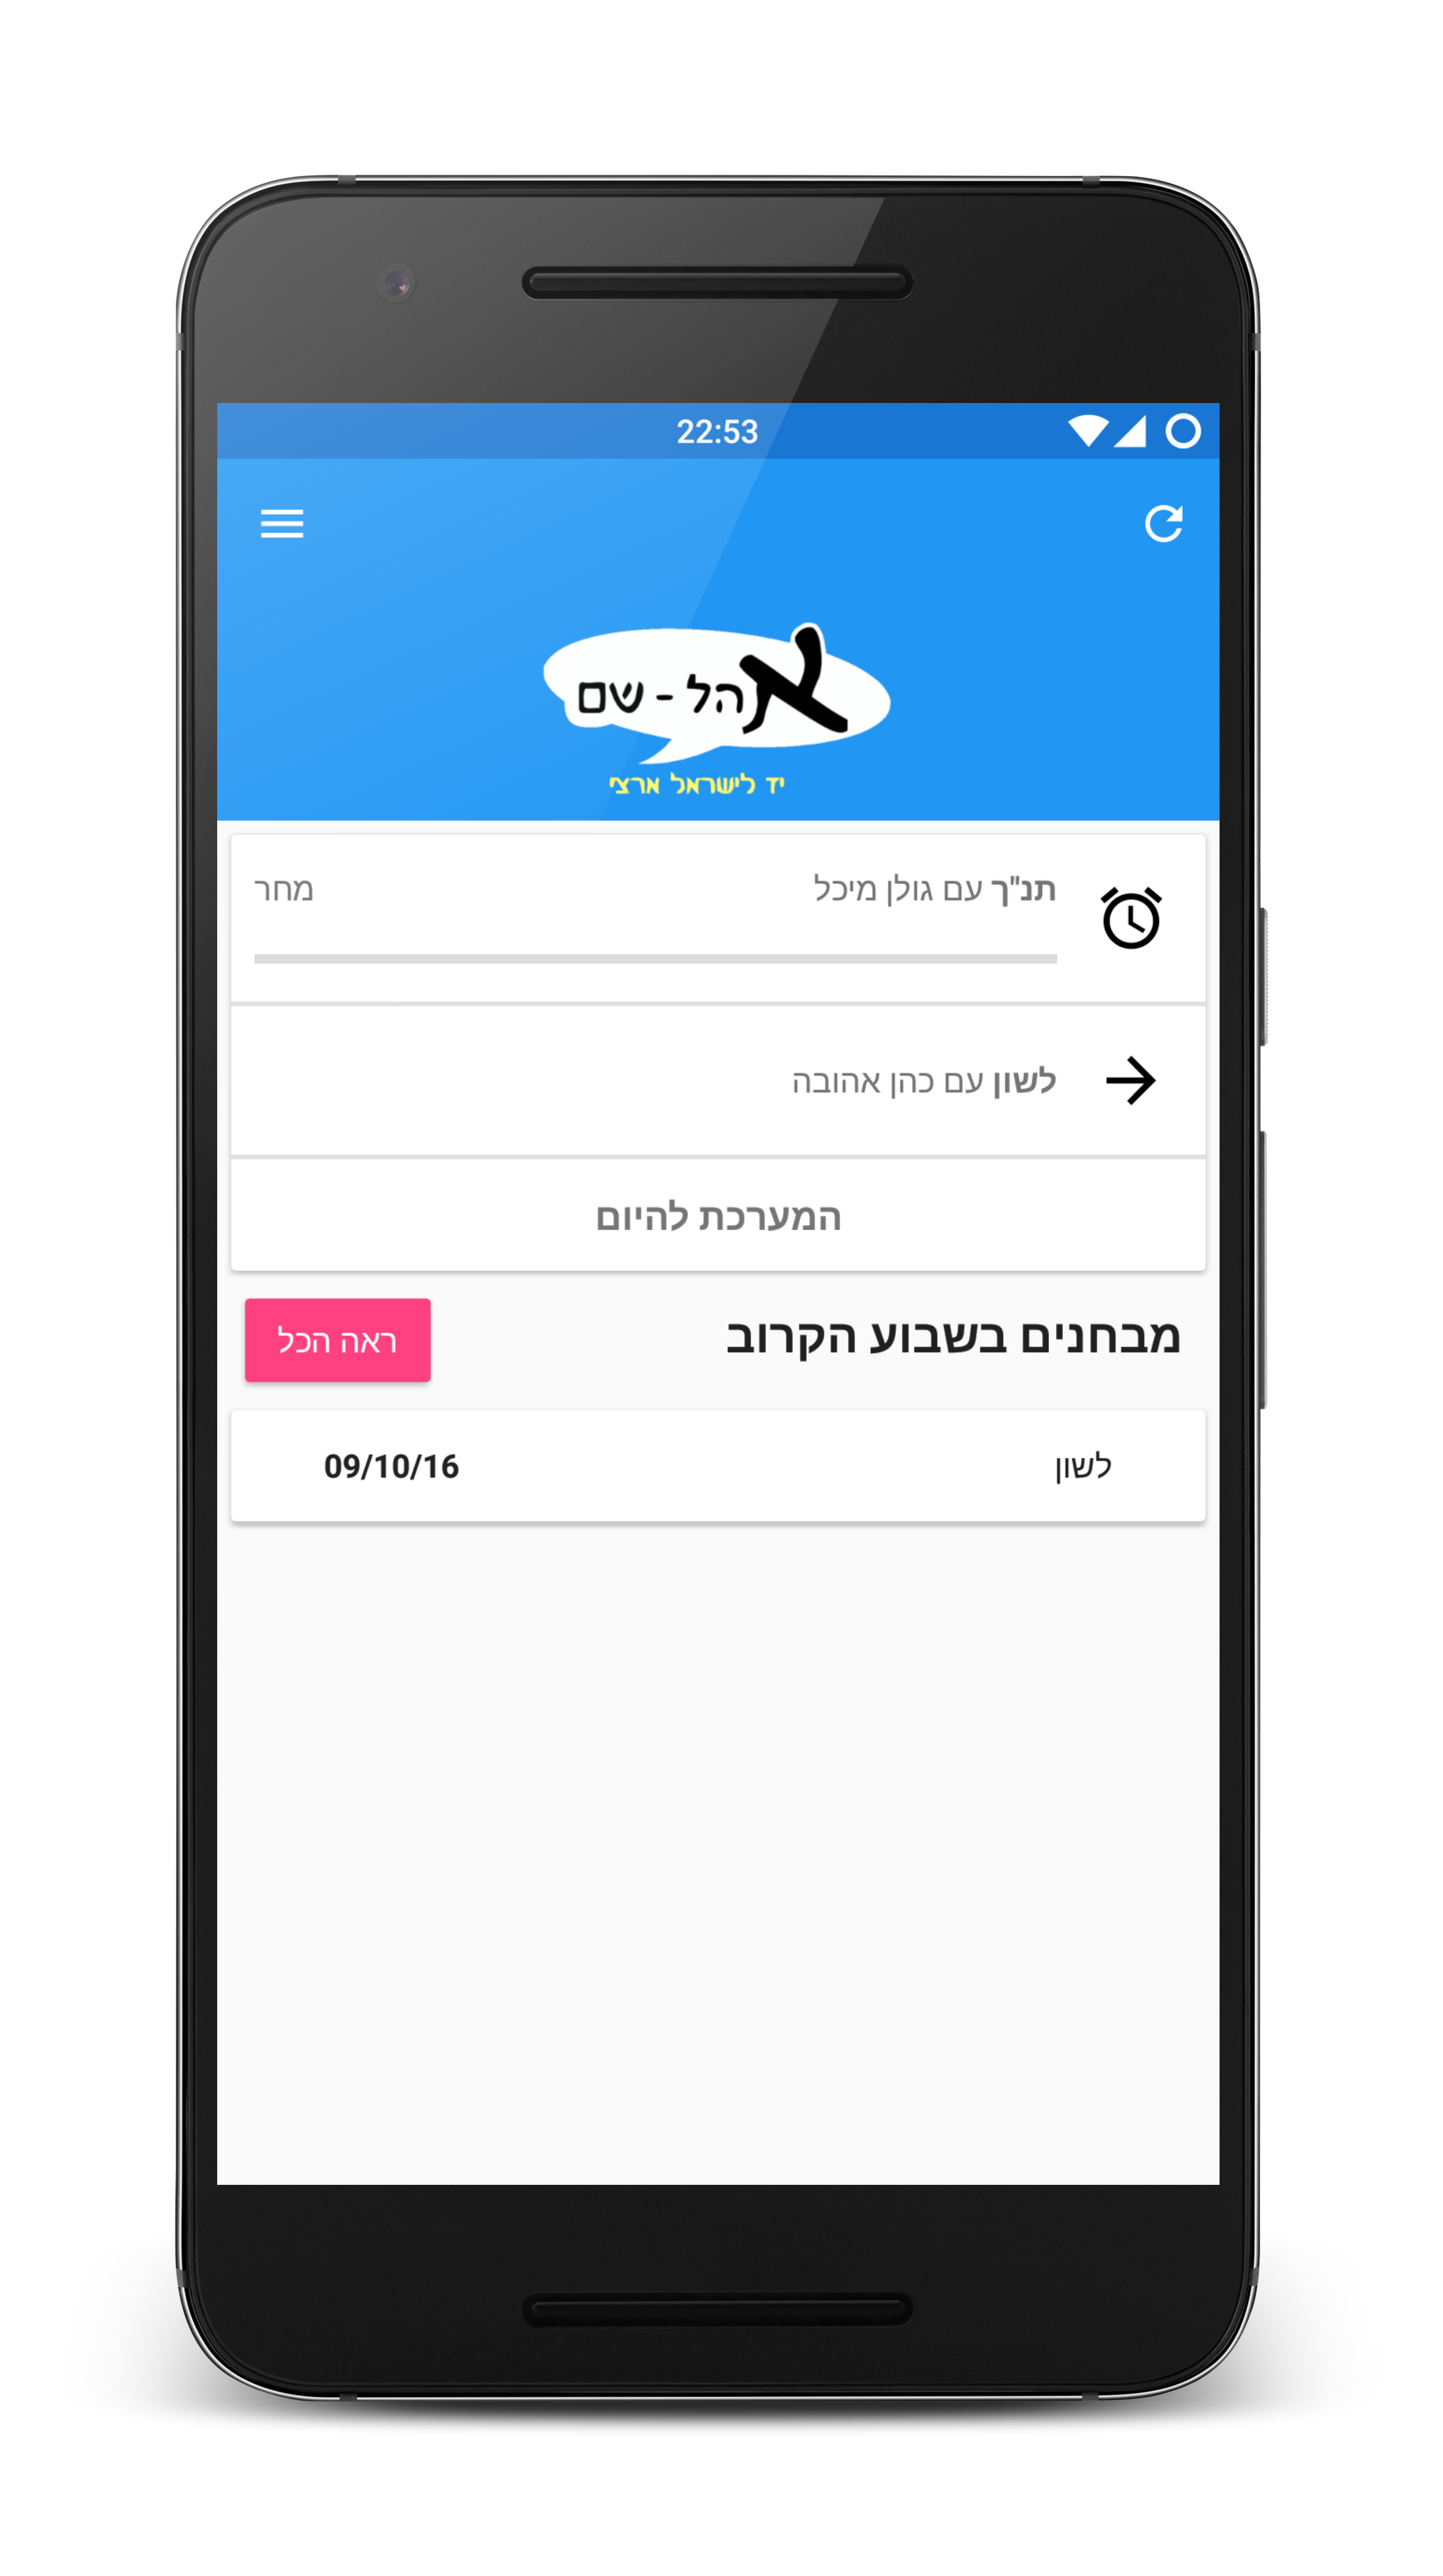 22:53
אהל - שם
יד לישראל ארצי
תנ"ך עם גולן מיכל מחר
לשון עם כהן אהובה
המערכת להיום
מבחנים בשבוע הקרוב ראה הכל
לשון 09/10/16